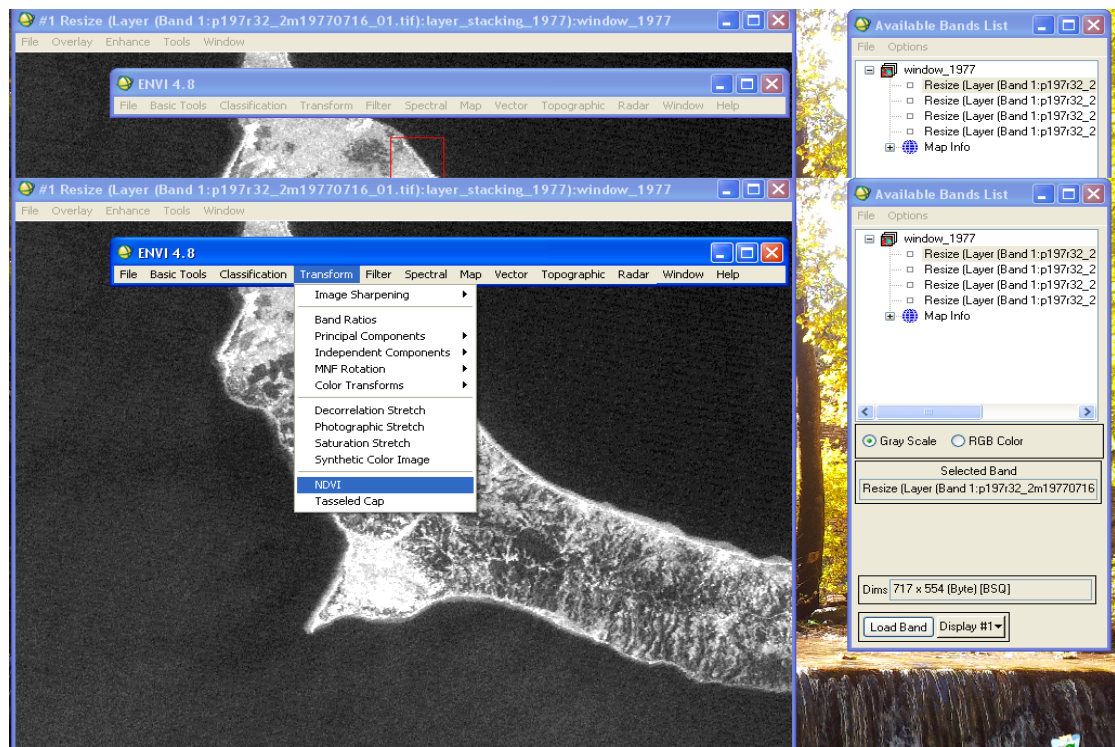 #1 Resize (Layer (Band 1:p197r32_2m19770716_01.tif):layer_stacking_1977):window_1977
File Overlay Enhance Tools Window
ENVI 4.8
File Basic Tools Classification Transform Filter Spectral Map Vector Topographic Radar Window Help
Available Bands List
File Options
window_1977
Resize (Layer (Band 1:p197r32_2
Resize (Layer (Band 1:p197r32_2
Resize (Layer (Band 1:p197r32_2
Resize (Layer (Band 1:p197r32_2
Map Info
#1 Resize (Layer (Band 1:p197r32_2m19770716_01.tif):layer_stacking_1977):window_1977
File Overlay Enhance Tools Window
ENVI 4.8
File Basic Tools Classification Transform Filter Spectral Map Vector Topographic Radar Window Help
Image Sharpening
Band Ratios
Principal Components
Independent Components
MNF Rotation
Color Transforms
Decorrelation Stretch
Photographic Stretch
Saturation Stretch
Synthetic Color Image
NDVI
Tasseled Cap
Available Bands List
File Options
window_1977
Resize (Layer (Band 1:p197r32_2
Resize (Layer (Band 1:p197r32_2
Resize (Layer (Band 1:p197r32_2
Resize (Layer (Band 1:p197r32_2
Map Info
Gray Scale RGB Color
Selected Band
Resize (Layer (Band 1:p197r32_2m19770716
Dims 717 x 554 (Byte) [BSQ]
Load Band Display #1